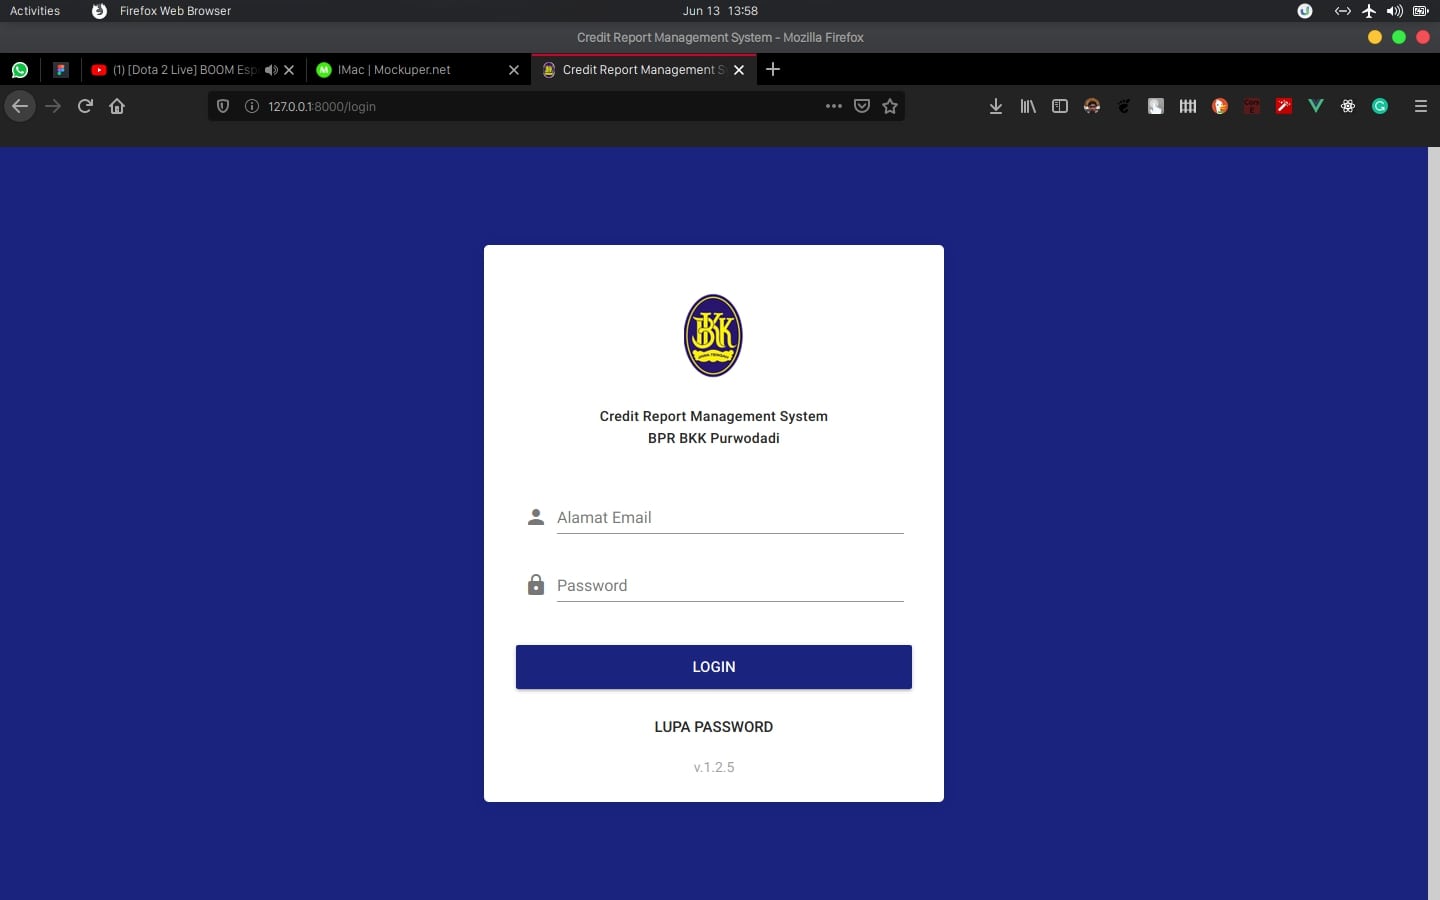 Activities
Firefox Web Browser
Jun 13 13:58
Credit Report Management System - Mozilla Firefox
(1) [Dota 2 Live] BOOM Esp
IMac | Mockuper.net
Credit Report Management S
127.0.0.1:8000/login
BKK
JAWA TENGAH
Credit Report Management System
BPR BKK Purwodadi
Alamat Email
Password
LOGIN
LUPA PASSWORD
v.1.2.5